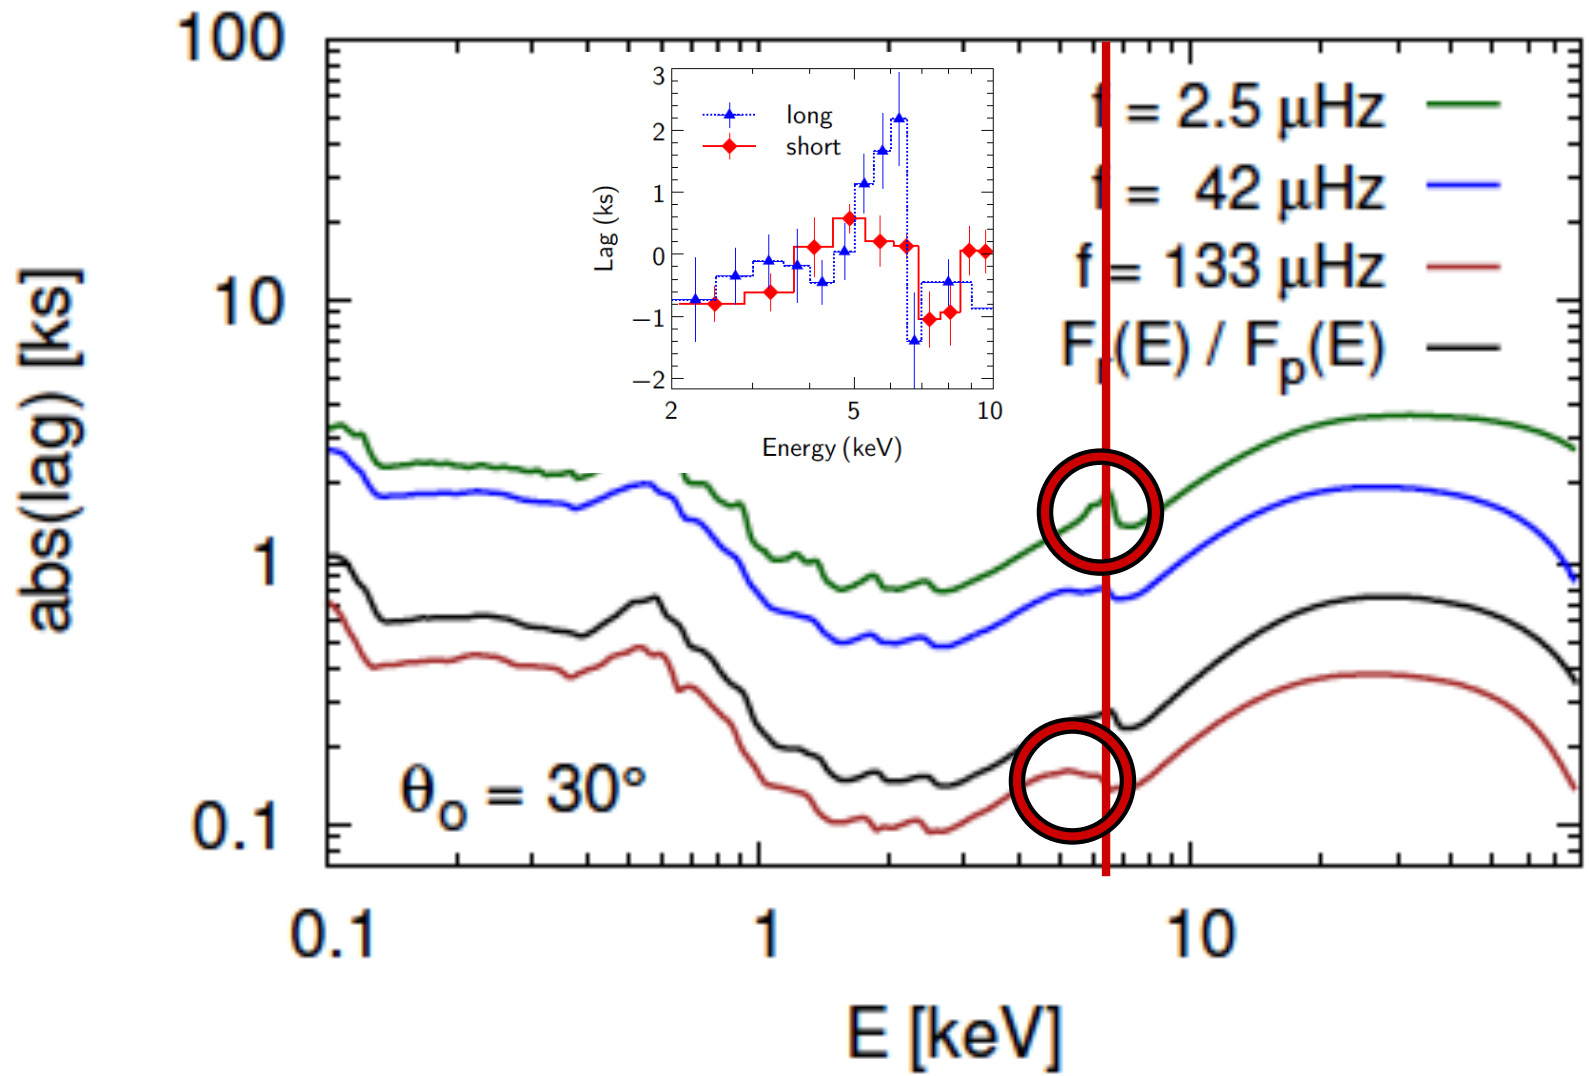 100
10
1
0.1
abs(lag) [ks]
3
2
1
0
−1
−2
Lag (ks)
long
short
2 5 10
Energy (keV)
f = 2.5 μHz
f = 42 μHz
f = 133 μHz
(E) / Fp(E)
θo = 30°
0.1 1 10
E [keV]